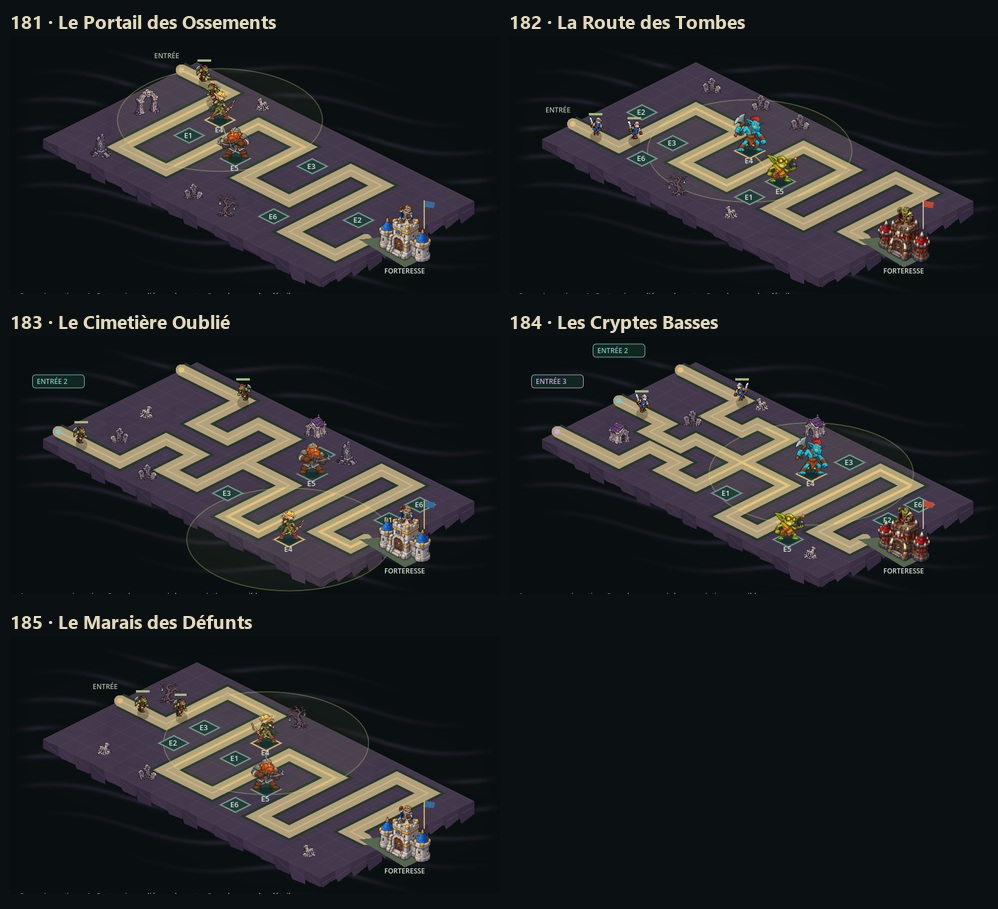 181 · Le Portail des Ossements
ENTRÉE
E4
E1
E5
E3
E6
E2
FORTERESSE
182 · La Route des Tombes
ENTRÉE
E2
E3
E6
E4
E5
E1
FORTERESSE
183 · Le Cimetière Oublié
ENTRÉE 2
E5
E3
E6
E4
FORTERESSE
184 · Les Cryptes Basses
ENTRÉE 2
ENTRÉE 3
E3
E4
E1
E6
E2
E5
FORTERESSE
185 · Le Marais des Défunts
ENTRÉE
E3
E2
E4
E1
E5
E6
FORTERESSE